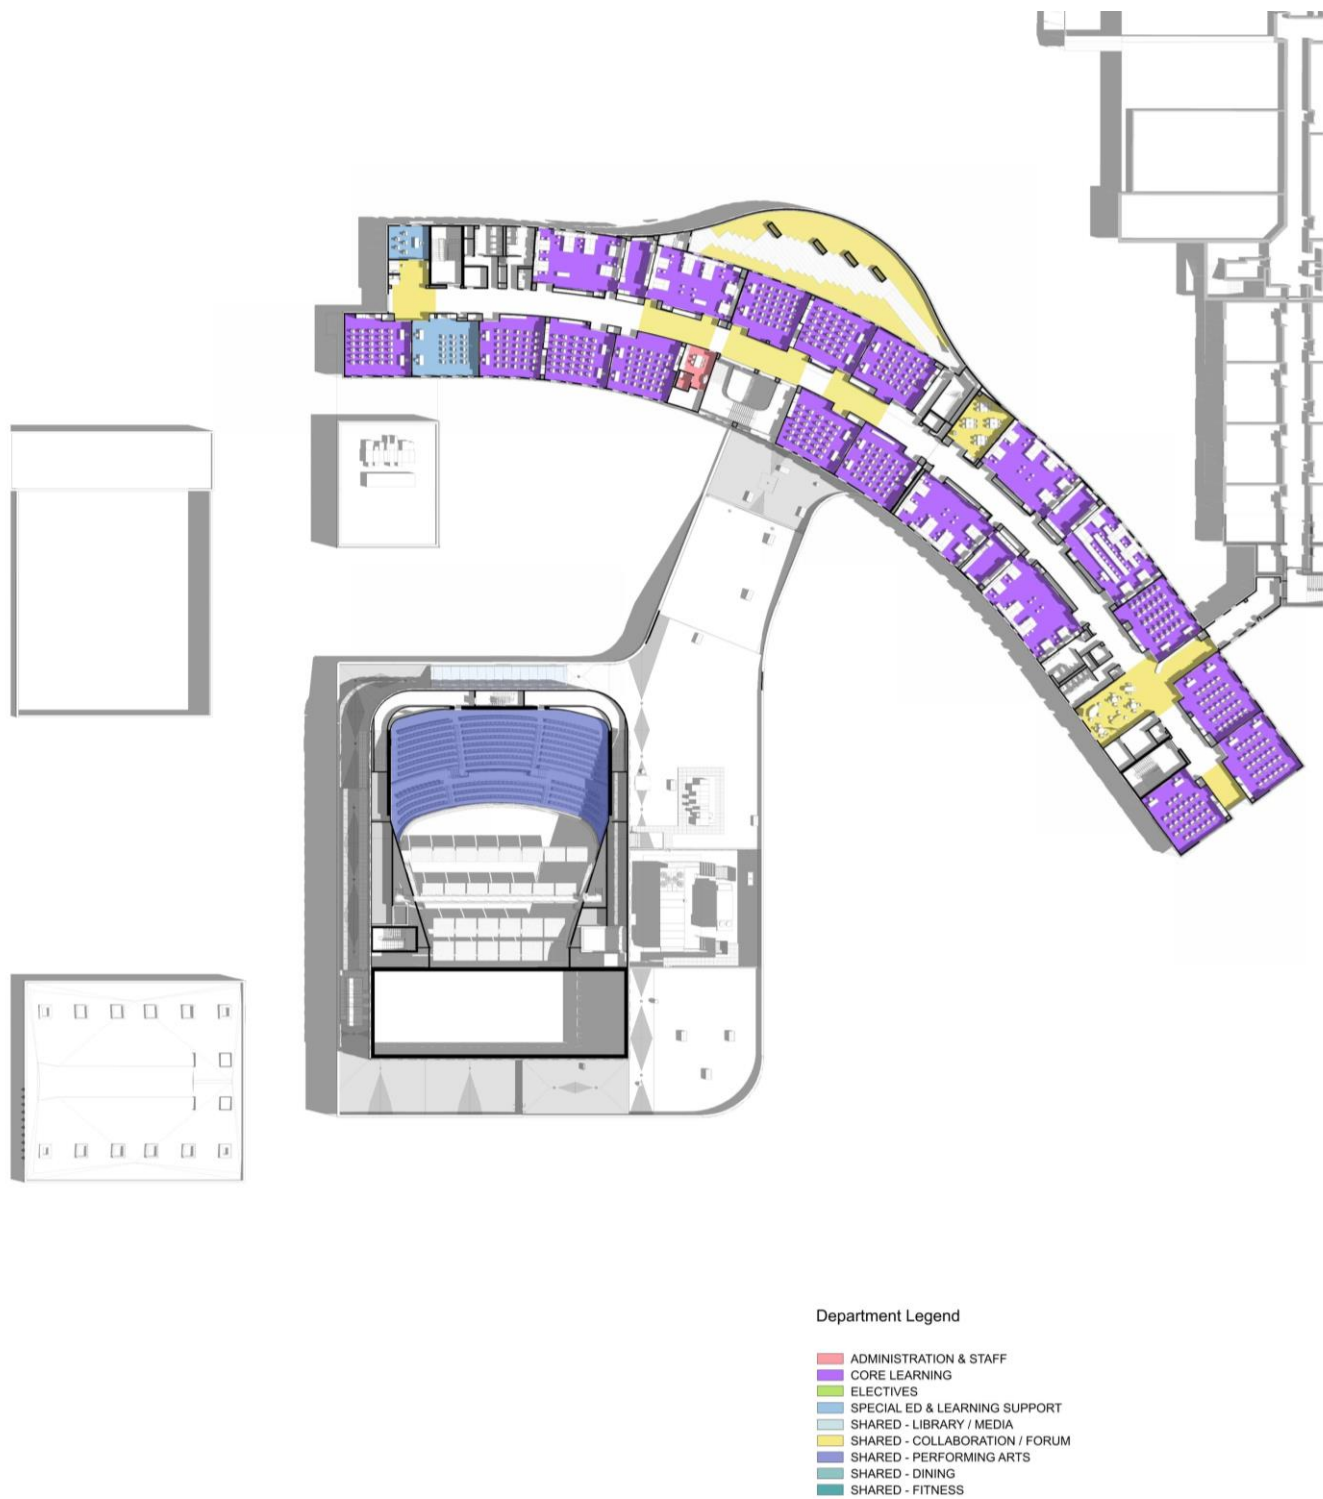 Department Legend
ADMINISTRATION & STAFF
CORE LEARNING
ELECTIVES
SPECIAL ED & LEARNING SUPPORT
SHARED - LIBRARY / MEDIA
SHARED - COLLABORATION / FORUM
SHARED - PERFORMING ARTS
SHARED - DINING
SHARED - FITNESS